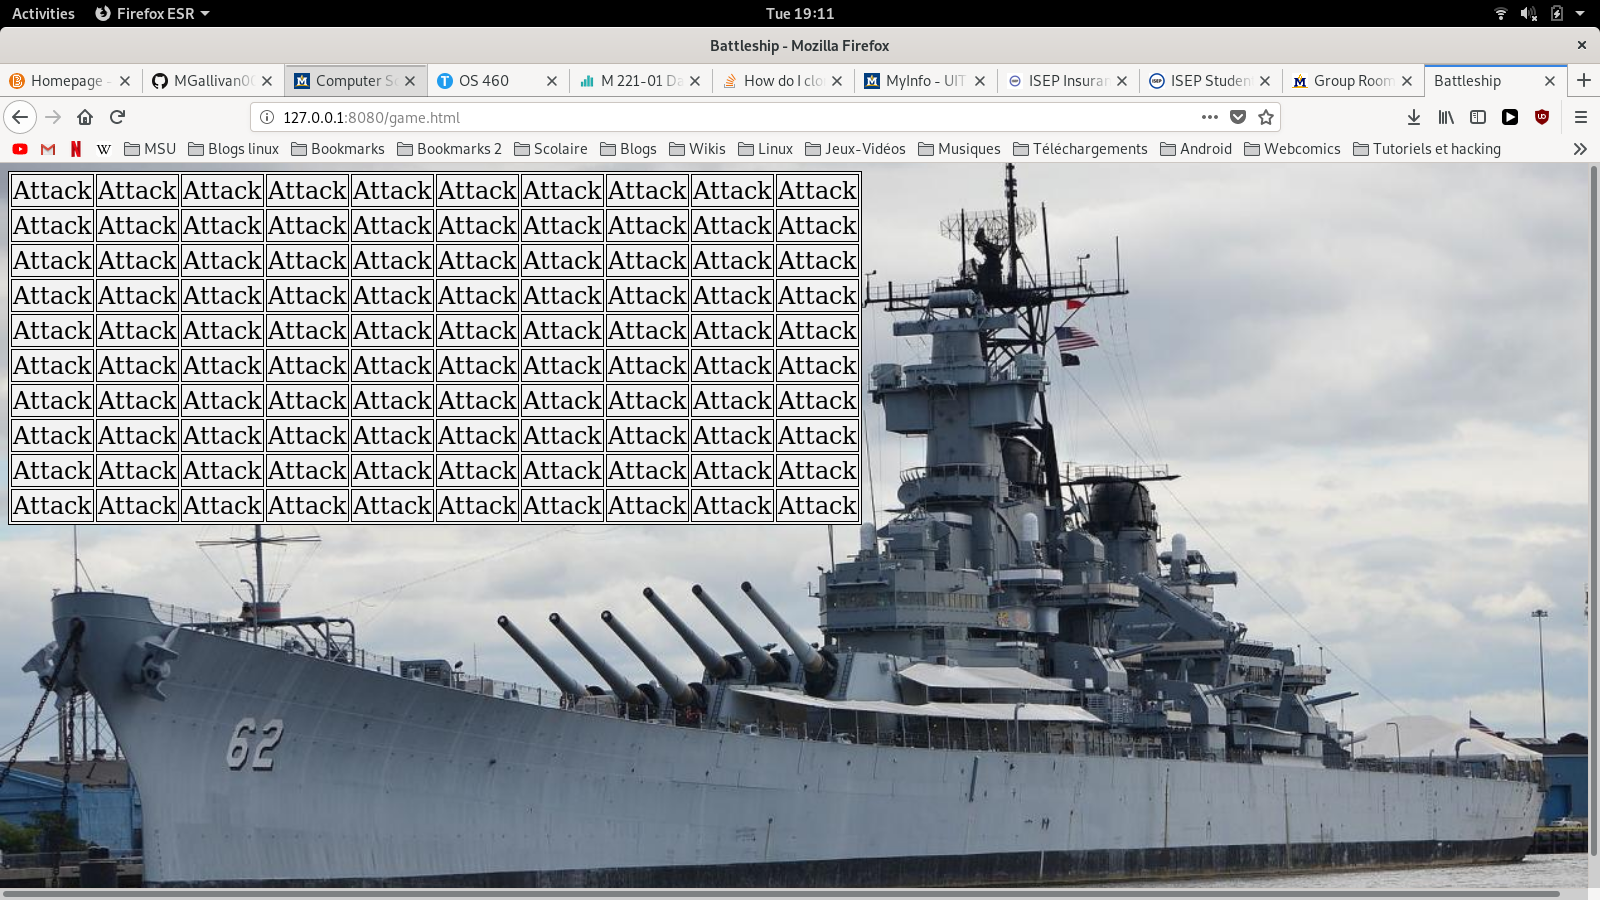 Activities Firefox ESR Tue 19:11
Battleship - Mozilla Firefox
Homepage - MGallivan0 Computer Sc OS 460 M 221-01 Da How do I clo MyInfo - UIT ISEP Insuran ISEP Studen Group Room Battleship
127.0.0.1:8080/game.html
MSU Blogs linux Bookmarks Bookmarks 2 Scolaire Blogs Wikis Linux Jeux-Vidéos Musiques Téléchargements Android Webcomics Tutoriels et hacking
Attack Attack Attack Attack Attack Attack Attack Attack Attack Attack
Attack Attack Attack Attack Attack Attack Attack Attack Attack Attack
Attack Attack Attack Attack Attack Attack Attack Attack Attack Attack
Attack Attack Attack Attack Attack Attack Attack Attack Attack Attack
Attack Attack Attack Attack Attack Attack Attack Attack Attack Attack
Attack Attack Attack Attack Attack Attack Attack Attack Attack Attack
Attack Attack Attack Attack Attack Attack Attack Attack Attack Attack
Attack Attack Attack Attack Attack Attack Attack Attack Attack Attack
Attack Attack Attack Attack Attack Attack Attack Attack Attack Attack
Attack Attack Attack Attack Attack Attack Attack Attack Attack Attack
62